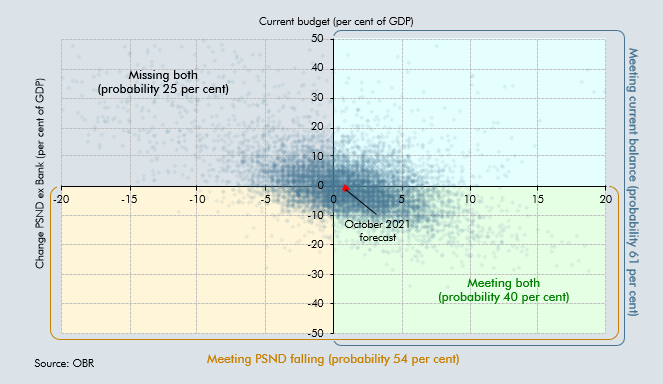 Current budget (per cent of GDP)
50
40
30
20
10
0
-10
-20
-30
-40
-50
-20
-15
-10
-5
0
5
10
15
20
Change PSND ex Bank (per cent of GDP)
Missing both
(probability 25 per cent)
October 2021
forecast
Meeting both
(probability 40 per cent)
Meeting current balance (probability 61 per cent)
Meeting PSND falling (probability 54 per cent)
Source: OBR